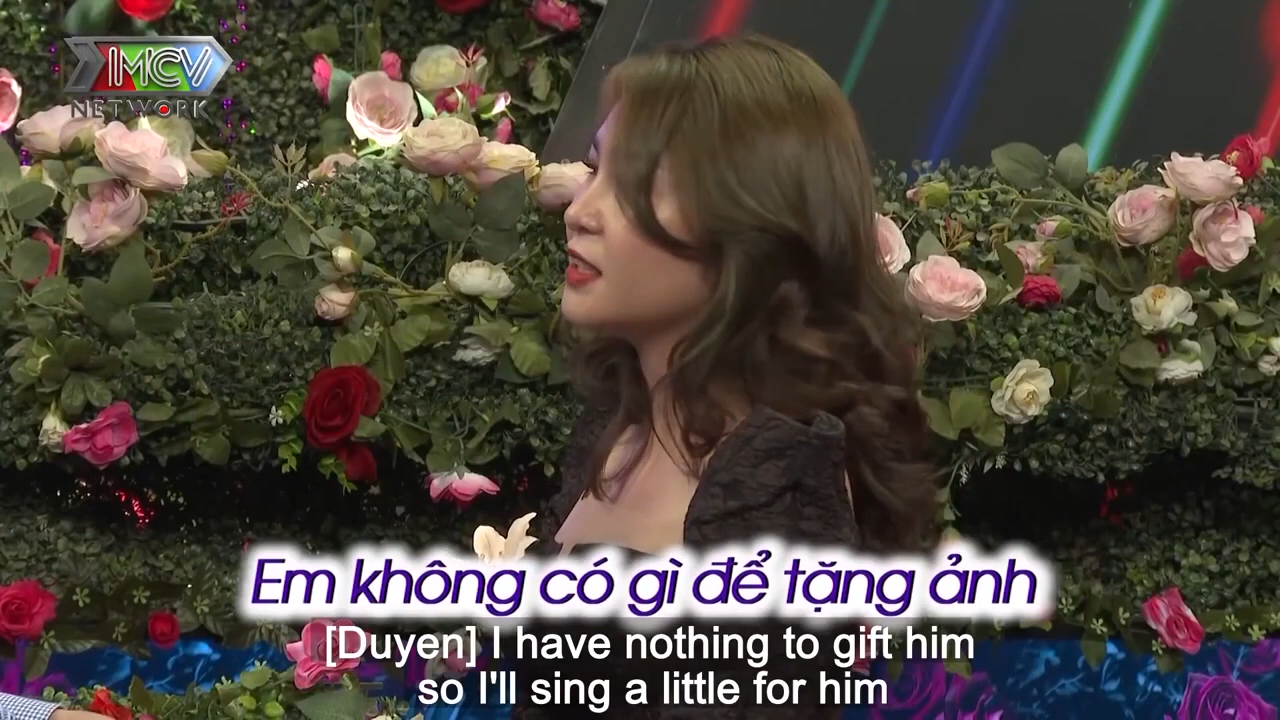 MCV
NETWORK
Em không có gì để tặng ảnh
[Duyen] I have nothing to gift him
so I'll sing a little for him